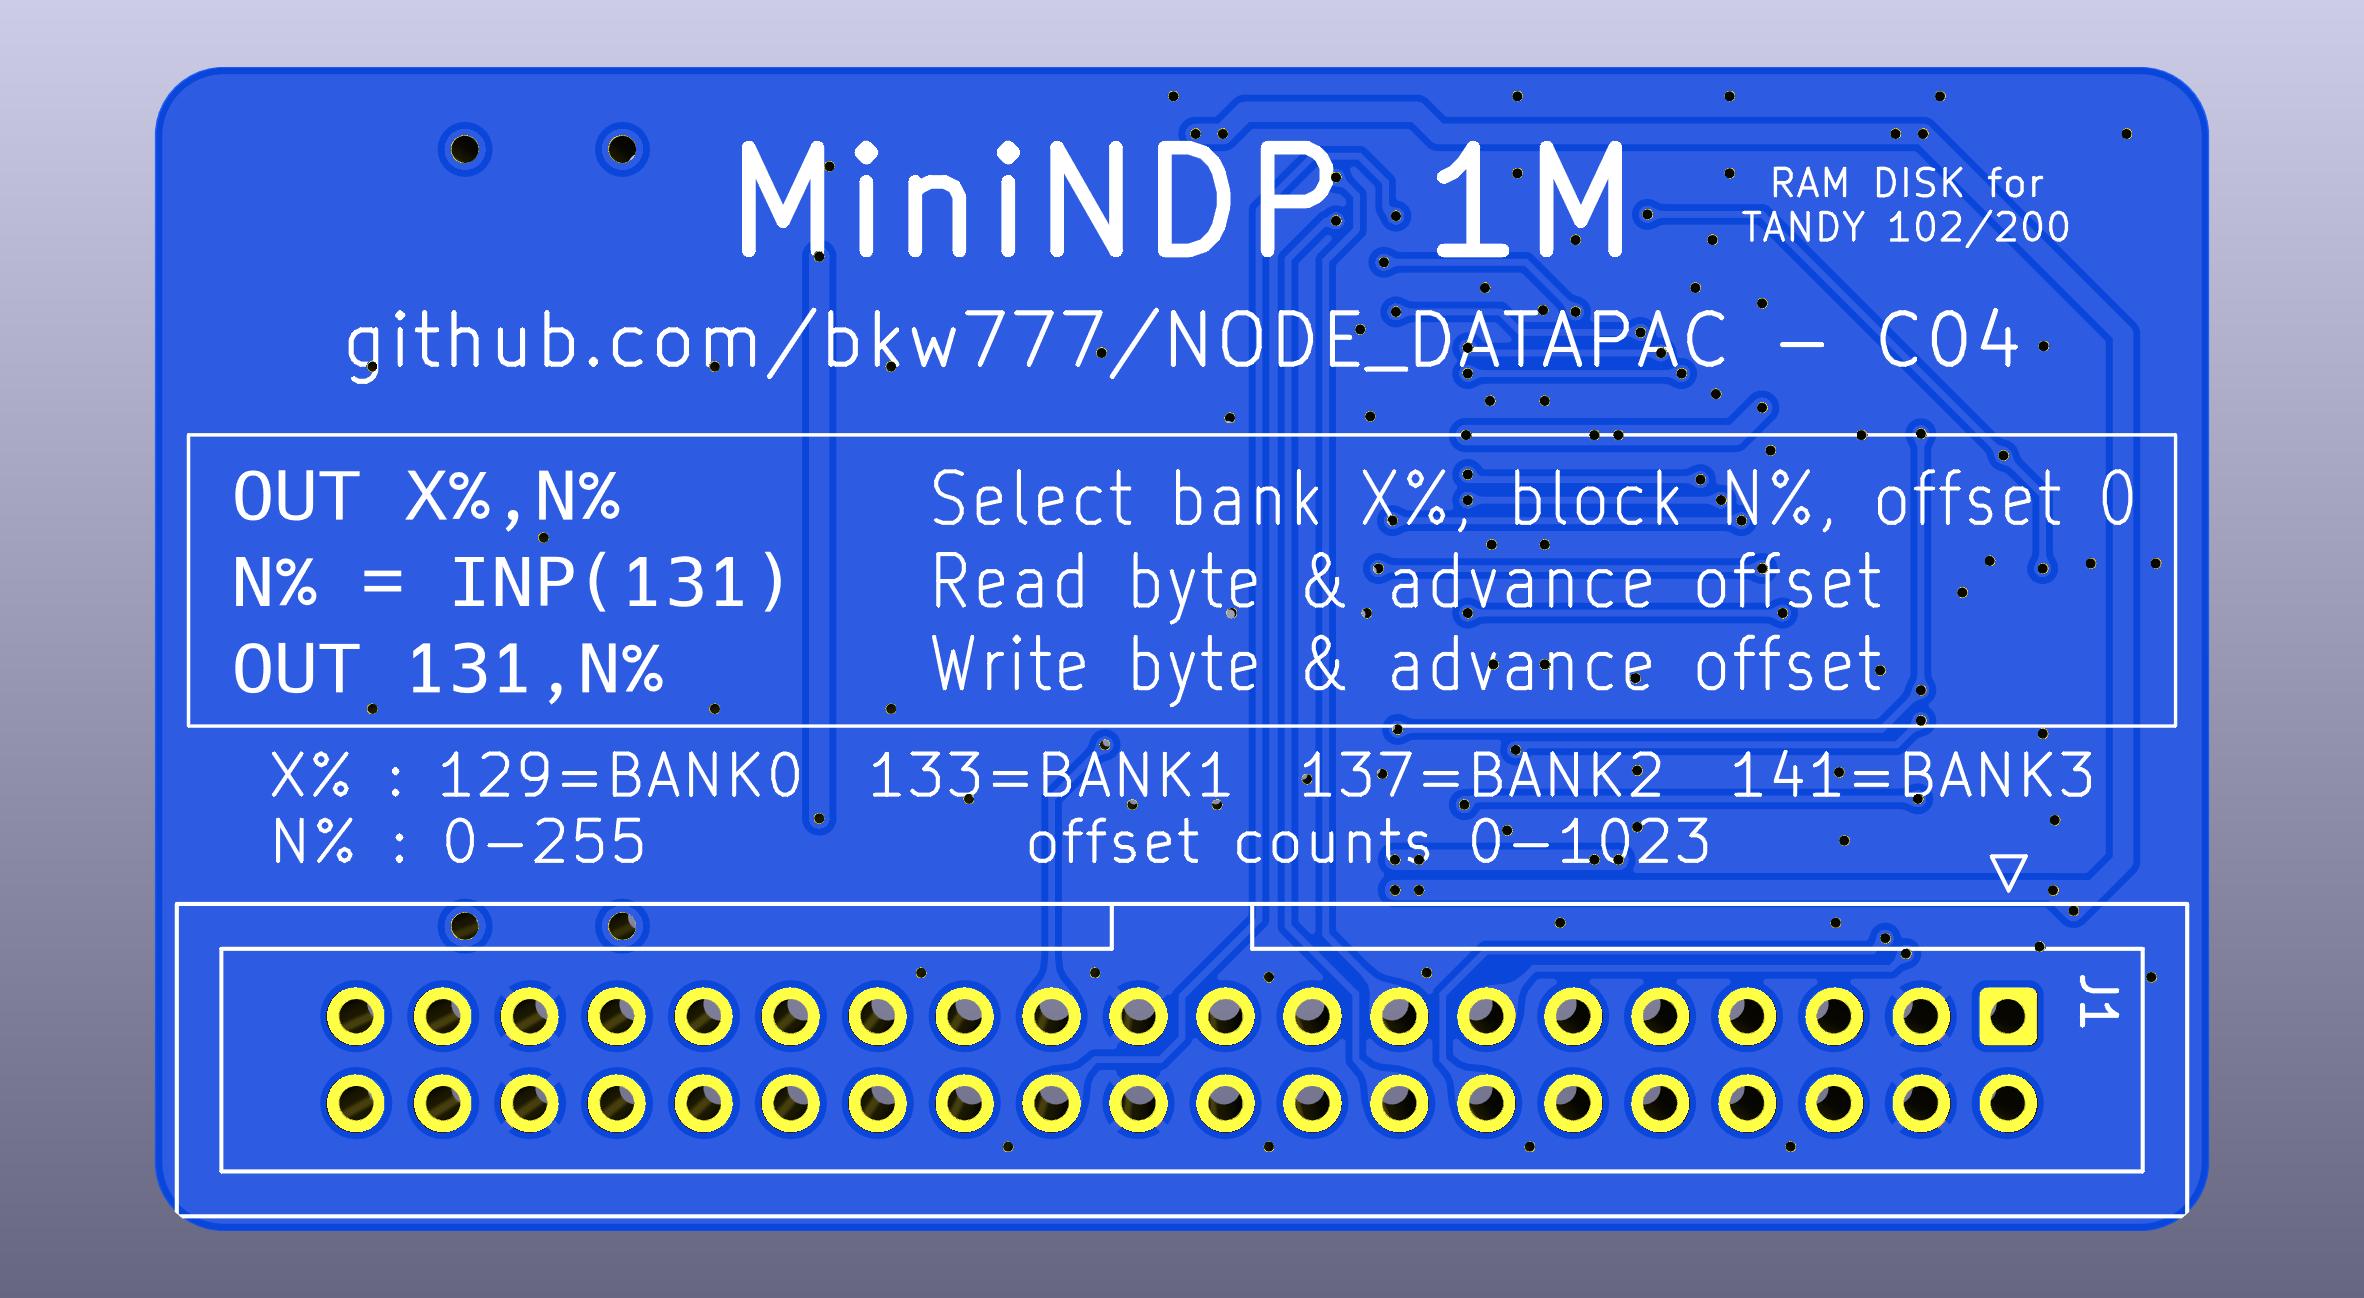 MiniNDP 1M
RAM DISK for
TANDY 102/200
github.com/bkw777/NODE_DATAPAC - C04
OUT X%,N% Select bank X%, block N%, offset 0
N% = INP(131) Read byte & advance offset
OUT 131,N% Write byte & advance offset
X% : 129=BANK0 133=BANK1 137=BANK2 141=BANK3
N% : 0-255 offset counts 0-1023
J1